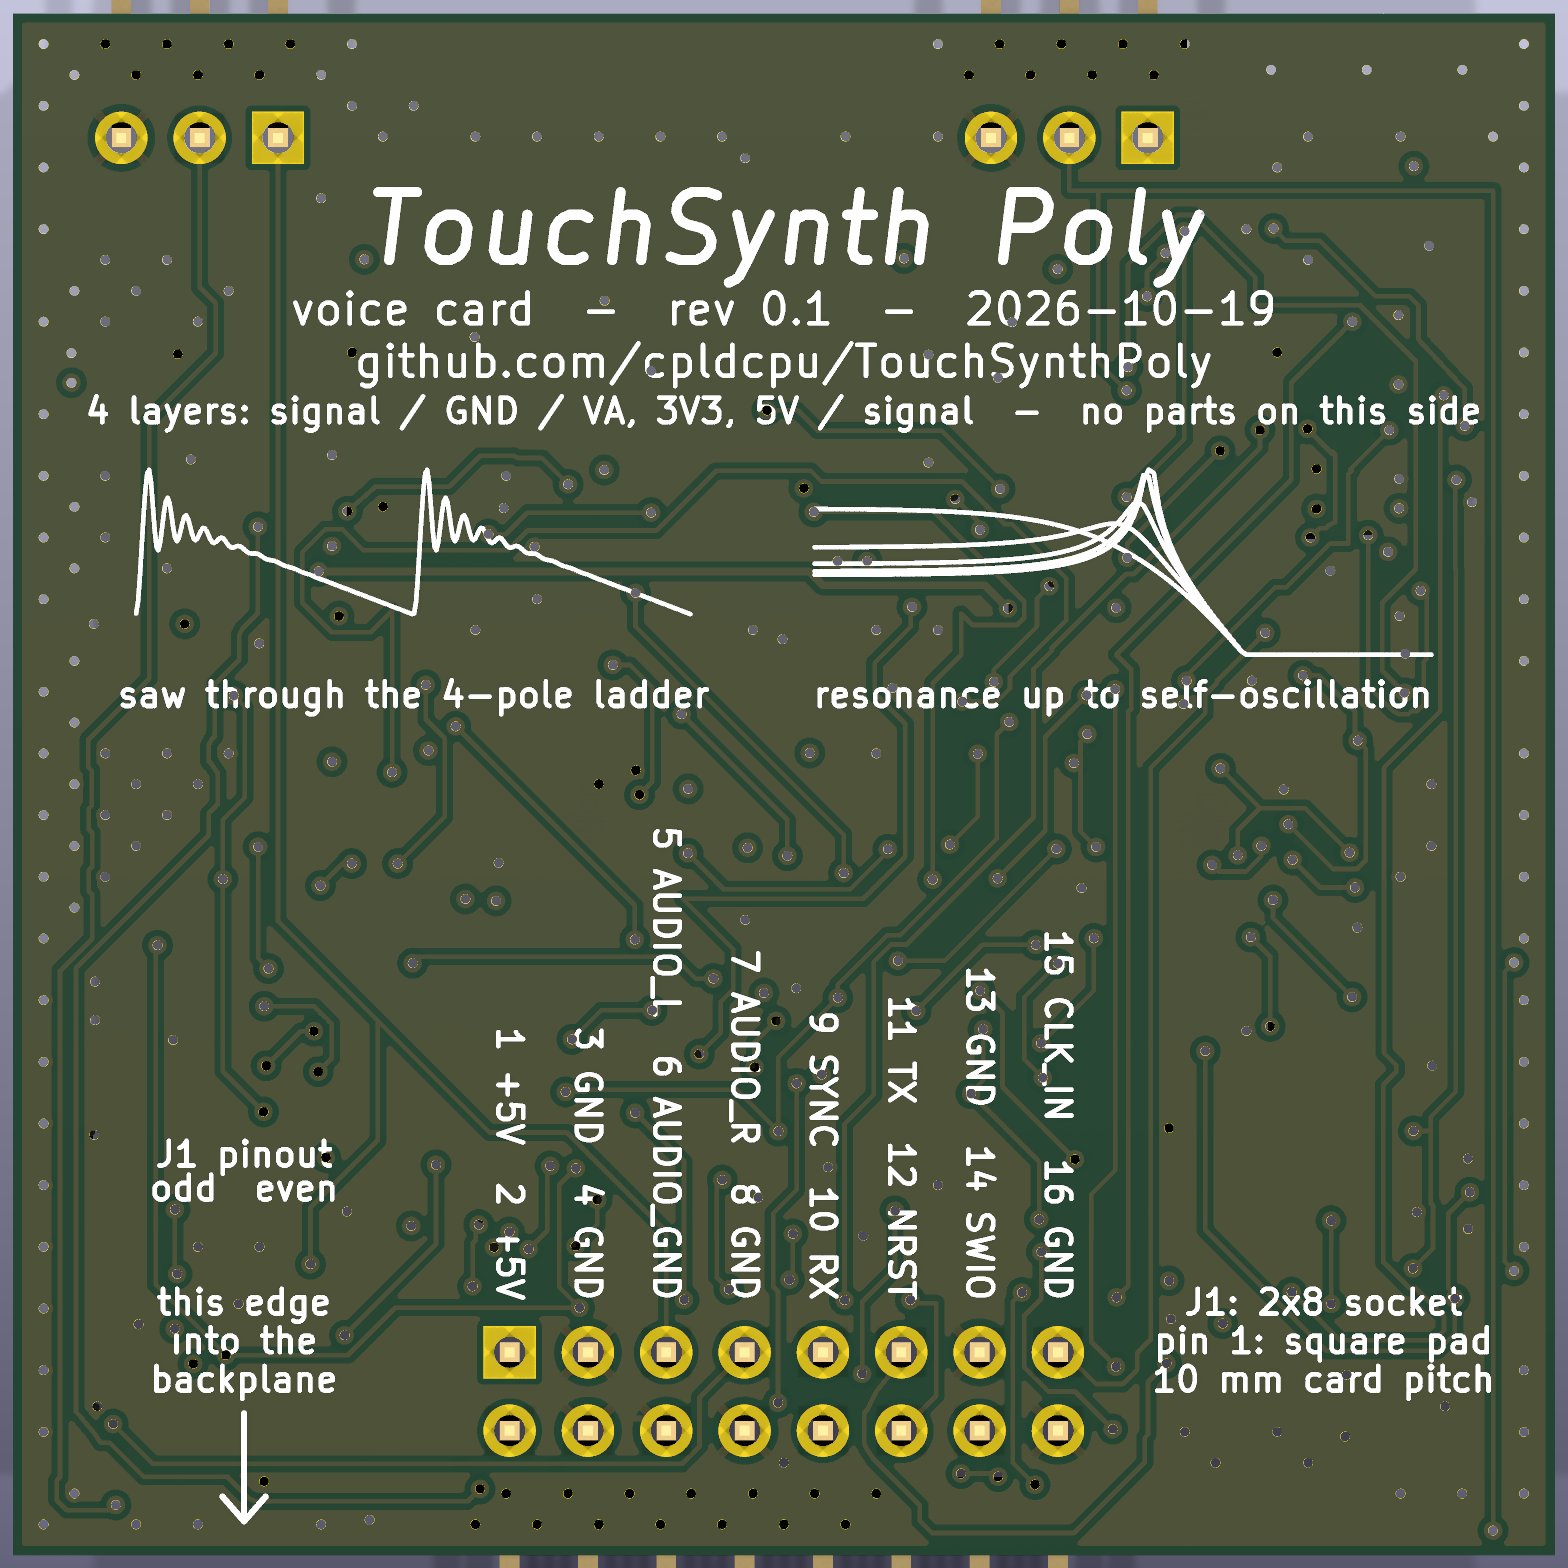 TouchSynth Poly
voice card – rev 0.1 – 2026-10-19
github.com/cpldcpu/TouchSynthPoly
4 layers: signal / GND / VA, 3V3, 5V / signal – no parts on this side
saw through the 4-pole ladder
resonance up to self-oscillation
1 +5V 2 +5V
3 GND 4 GND
5 AUDIO_L 6 AUDIO_GND
7 AUDIO_R 8 GND
9 SYNC 10 RX
11 TX 12 NRST
13 GND 14 SWIO
15 CLK_IN 16 GND
J1 pinout
odd even
this edge
into the
backplane
J1: 2x8 socket
pin 1: square pad
10 mm card pitch